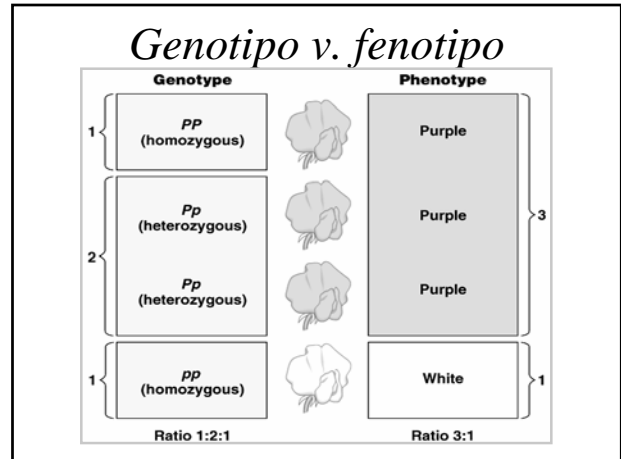 Genotipo v. fenotipo
Genotype
Phenotype
1
PP
(homozygous)
Purple
2
Pp
(heterozygous)
Purple
3
Pp
(heterozygous)
Purple
1
pp
(homozygous)
White
1
Ratio 1:2:1
Ratio 3:1